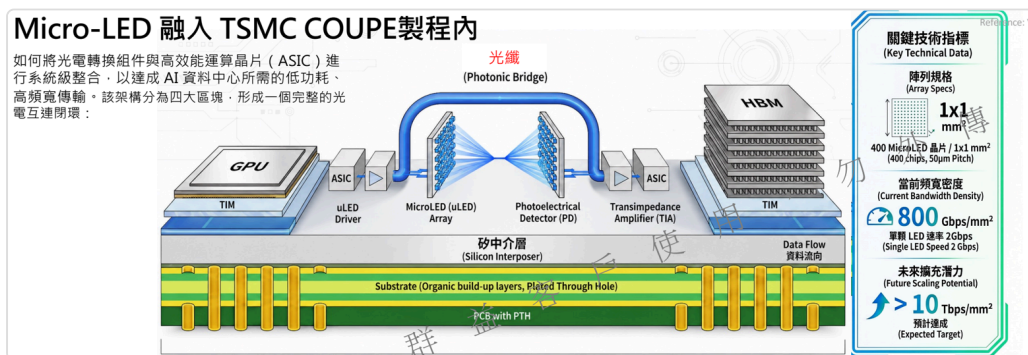 Micro-LED 融入 TSMC COUPE製程內
如何將光電轉換組件與高效能運算晶片（ASIC）進
行系統級整合，以達成 AI 資料中心所需的低功耗、
高頻寬傳輸。該架構分為四大區塊，形成一個完整的光
電互連閉環：
光纖
(Photonic Bridge)
GPU
HBM
ASIC
ASIC
TIM
uLED
Driver
MicroLED (uLED)
Array
Photoelectrical
Detector (PD)
Transimpedance
Amplifier (TIA)
TIM
矽中介層
(Silicon Interposer)
Data Flow
資料流向
Substrate (Organic build-up layers, Plated Through Hole)
PCB with PTH
Reference:
關鍵技術指標
(Key Technical Data)
陣列規格
(Array Specs)
1x1
mm²
400 MicroLED 晶片 / 1x1 mm²
(400 chips, 50μm Pitch)
當前頻寬密度
(Current Bandwidth Density)
800 Gbps/mm²
單顆 LED 速率 2Gbps
(Single LED Speed 2 Gbps)
未來擴充潛力
(Future Scaling Potential)
> 10 Tbps/mm²
預計達成
(Expected Target)
群益客戶使用 勿外傳